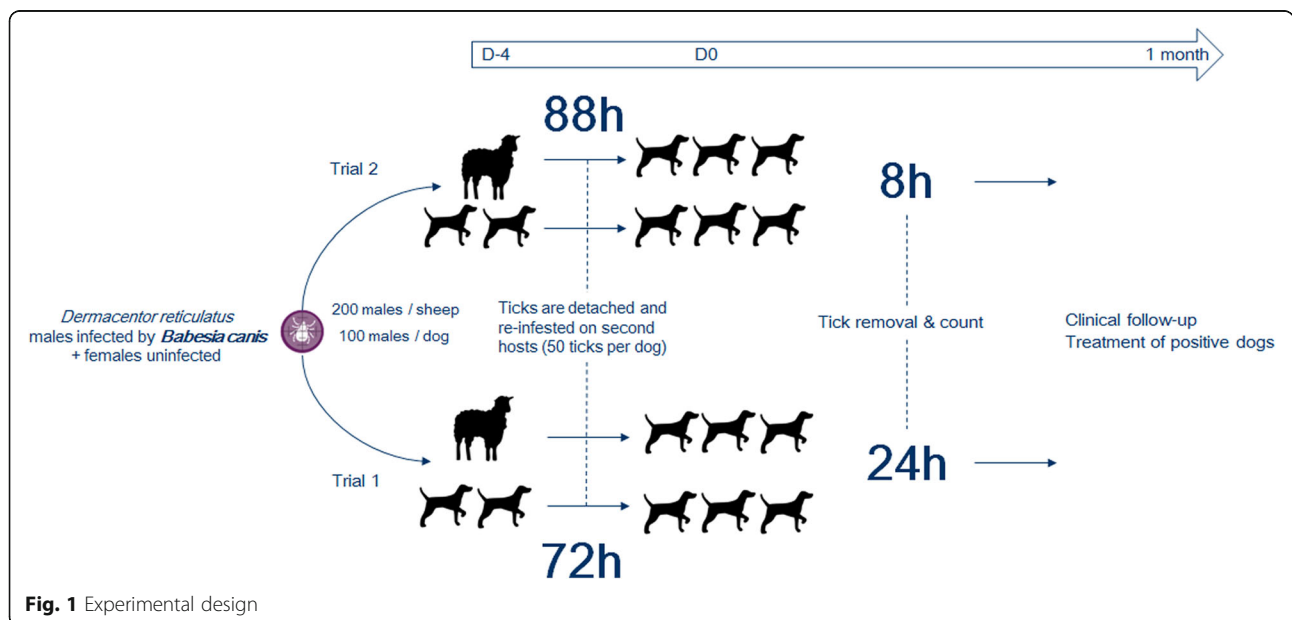 D-4 D0 1 month
88h
Trial 2
8h
Dermacentor reticulatus
males infected by Babesia canis
+ females uninfected
200 males / sheep
100 males / dog
Ticks are detached and
re-infested on second
hosts (50 ticks per dog)
Tick removal & count
Clinical follow-up
Treatment of positive dogs
Trial 1
24h
72h
Fig. 1 Experimental design